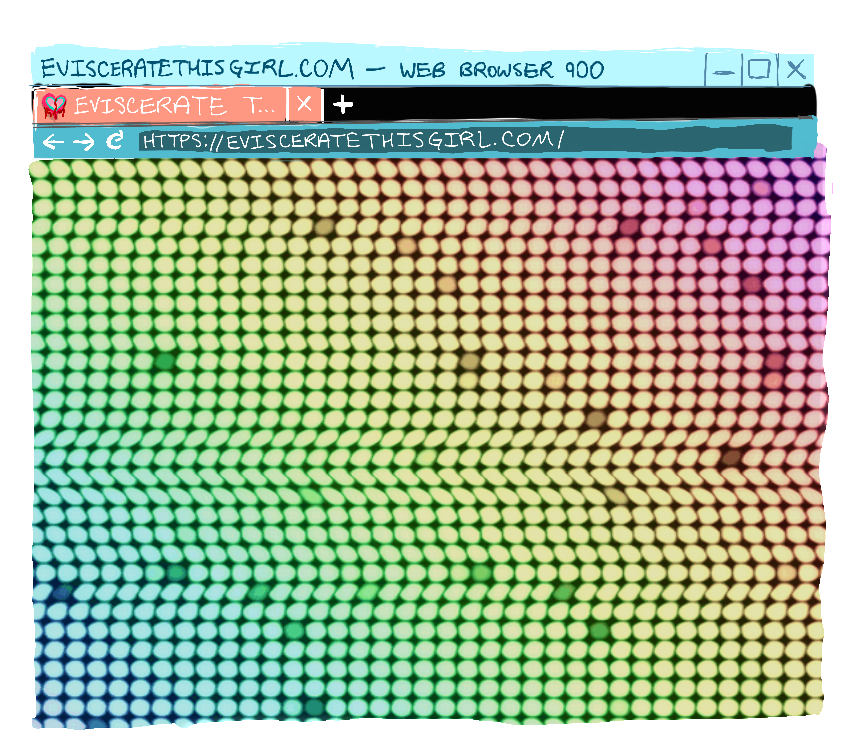 EVISCERATETHISGIRL.COM — WEB BROWSER 900
EVISCERATE T...
HTTPS://EVISCERATETHISGIRL.COM/